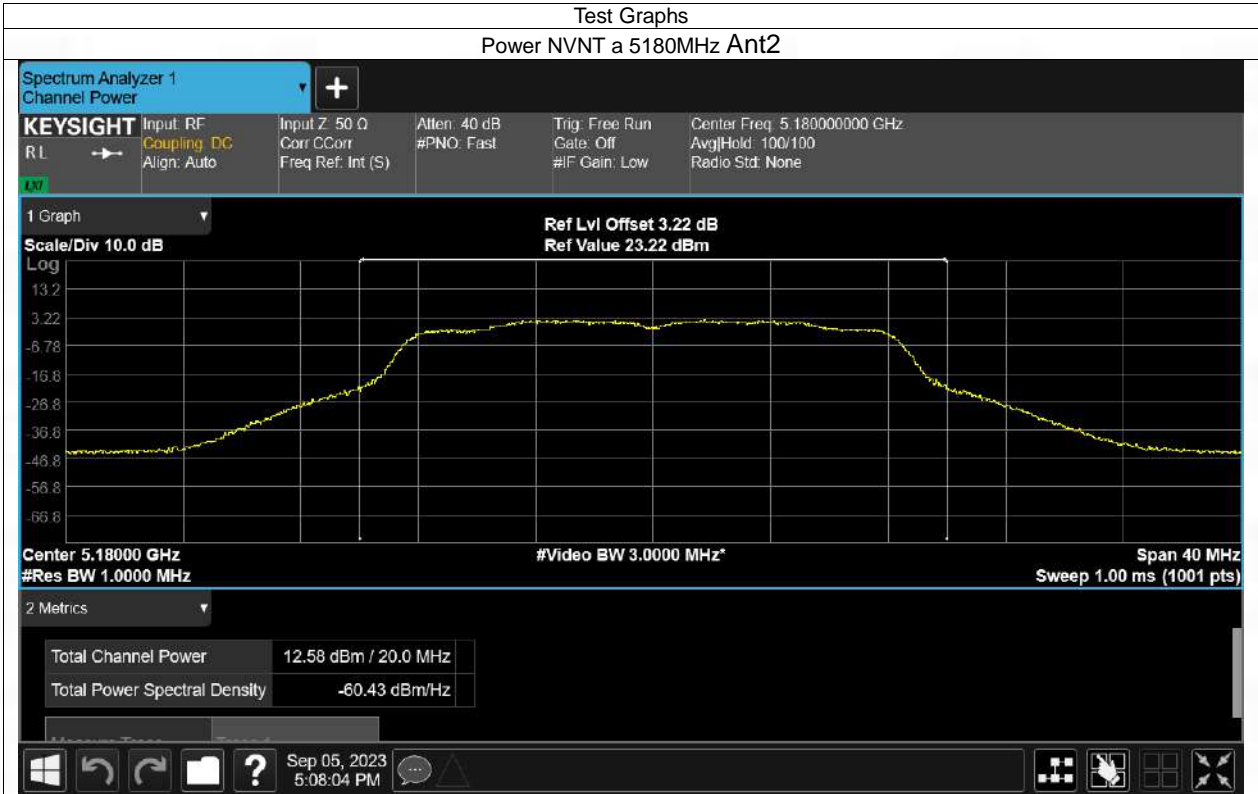 Test Graphs
Power NVNT a 5180MHz Ant2
Spectrum Analyzer 1
Channel Power
+
KEYSIGHT
RL
LXI
Input: RF
Coupling: DC
Align: Auto
Input Z: 50 Ω
Corr CCorr
Freq Ref: Int (S)
Atten: 40 dB
#PNO: Fast
Trig: Free Run
Gate: Off
#IF Gain: Low
Center Freq: 5.180000000 GHz
Avg|Hold: 100/100
Radio Std: None
1 Graph
Scale/Div 10.0 dB
Ref Lvl Offset 3.22 dB
Ref Value 23.22 dBm
Log
13.2
3.22
-6.78
-16.8
-26.8
-36.8
-46.8
-56.8
-66.8
Center 5.18000 GHz
#Video BW 3.0000 MHz*
Span 40 MHz
#Res BW 1.0000 MHz
Sweep 1.00 ms (1001 pts)
2 Metrics
Total Channel Power 12.58 dBm / 20.0 MHz
Total Power Spectral Density -60.43 dBm/Hz
?
Sep 05, 2023
5:08:04 PM